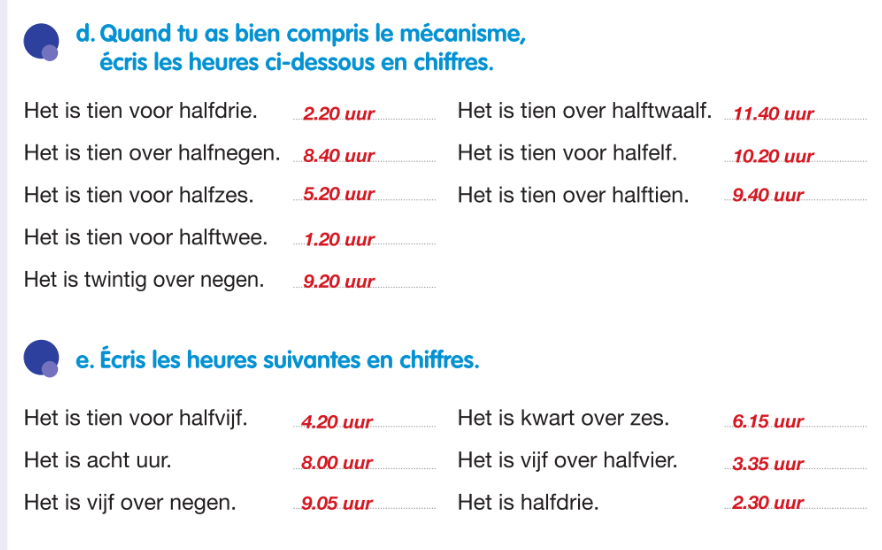 d. Quand tu as bien compris le mécanisme,
écris les heures ci-dessous en chiffres.
Het is tien voor halfdrie. 2.20 uur
Het is tien over halfnegen. 8.40 uur
Het is tien voor halfzes. 5.20 uur
Het is tien voor halftwee. 1.20 uur
Het is twintig over negen. 9.20 uur
Het is tien over halftwaalf. 11.40 uur
Het is tien voor halfelf. 10.20 uur
Het is tien over halftien. 9.40 uur
e. Écris les heures suivantes en chiffres.
Het is tien voor halfvijf. 4.20 uur
Het is acht uur. 8.00 uur
Het is vijf over negen. 9.05 uur
Het is kwart over zes. 6.15 uur
Het is vijf over halfvier. 3.35 uur
Het is halfdrie. 2.30 uur